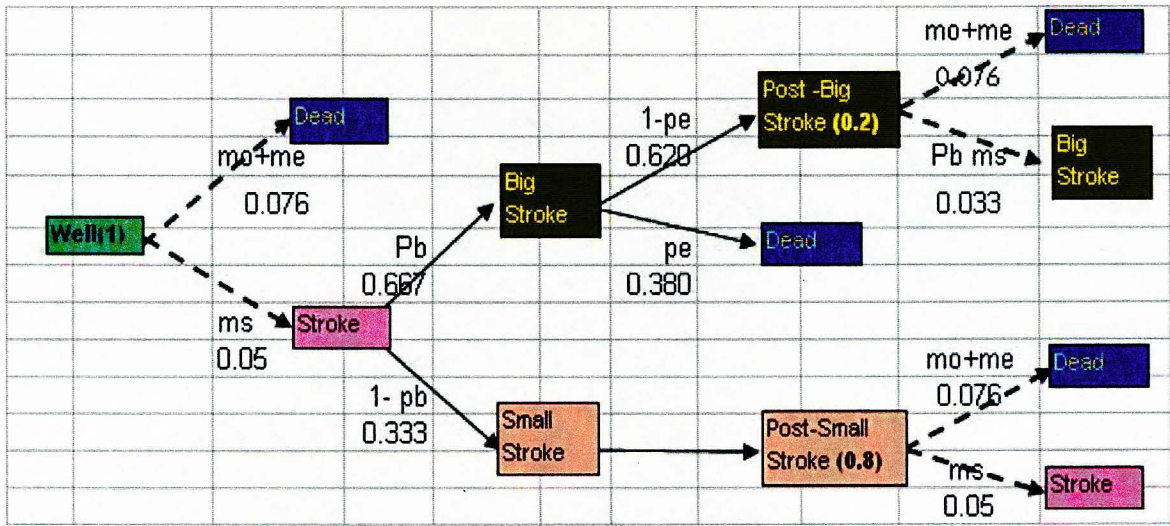 mo+me
0.076
Dead
Post -Big
Stroke (0.2)
Dead
1-pe
0.620
mo+me
0.076
Big
Stroke
Pb ms
0.033
Big
Stroke
Well(1)
Pb
0.667
pe
0.380
Dead
ms
0.05
Stroke
1- pb
0.333
Small
Stroke
Post-Small
Stroke (0.8)
mo+me
0.076
Dead
ms
0.05
Stroke